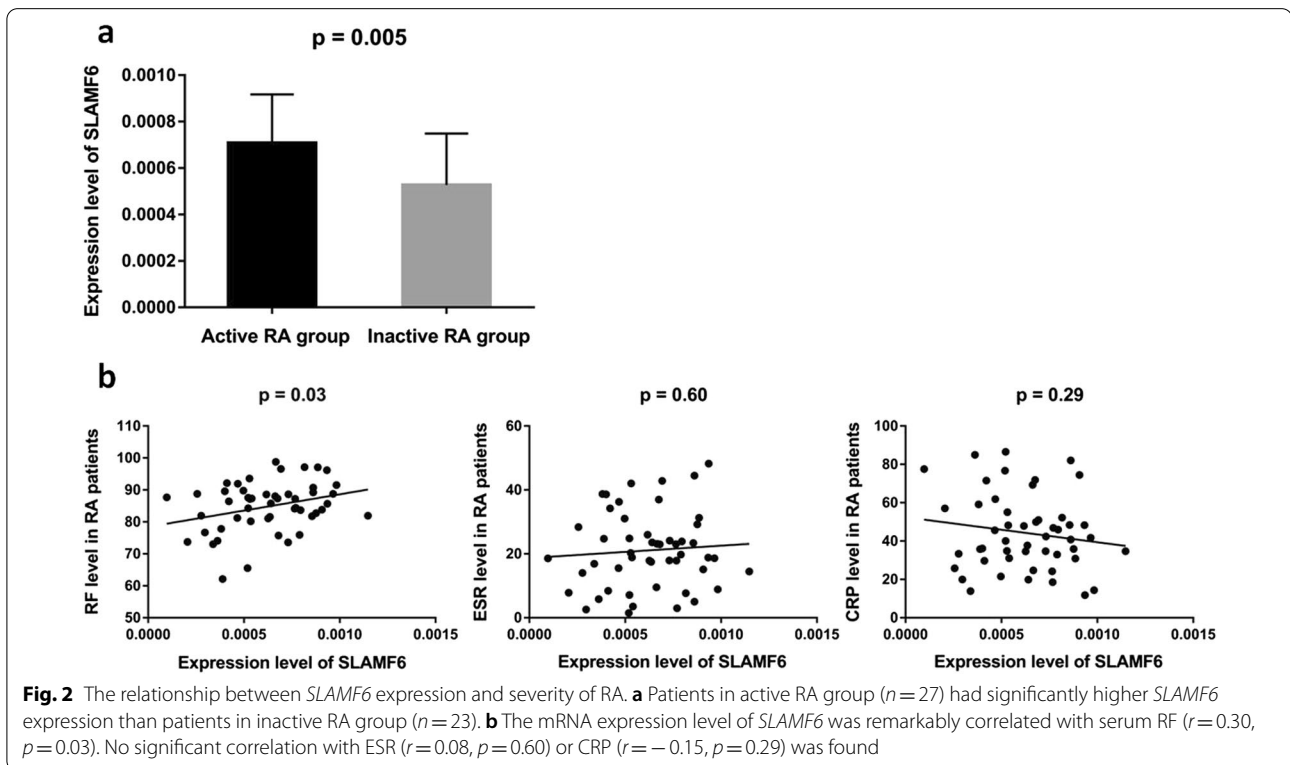 a
p = 0.005
Expression level of SLAMF6
0.0010
0.0008
0.0006
0.0004
0.0002
0.0000
Active RA group
Inactive RA group
b
p = 0.03
RF level in RA patients
110
100
90
80
70
60
50
0.0000
0.0005
0.0010
0.0015
Expression level of SLAMF6
p = 0.60
ESR level in RA patients
60
40
20
0
0.0000
0.0005
0.0010
0.0015
Expression level of SLAMF6
p = 0.29
CRP level in RA patients
100
80
60
40
20
0
0.0000
0.0005
0.0010
0.0015
Expression level of SLAMF6
Fig. 2 The relationship between SLAMF6 expression and severity of RA. a Patients in active RA group (n = 27) had significantly higher SLAMF6
expression than patients in inactive RA group (n = 23). b The mRNA expression level of SLAMF6 was remarkably correlated with serum RF (r = 0.30,
p = 0.03). No significant correlation with ESR (r = 0.08, p = 0.60) or CRP (r = − 0.15, p = 0.29) was found